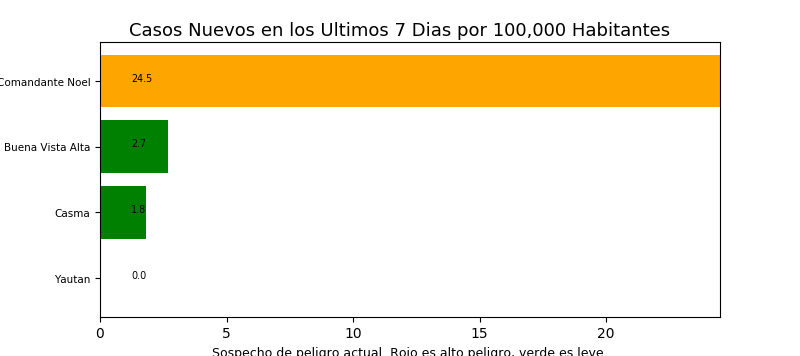 Casos Nuevos en los Ultimos 7 Dias por 100,000 Habitantes
Comandante Noel
24.5
Buena Vista Alta
2.7
Casma
1.8
Yautan
0.0
0 5 10 15 20
Sospecho de peligro actual. Rojo es alto peligro, verde es leve